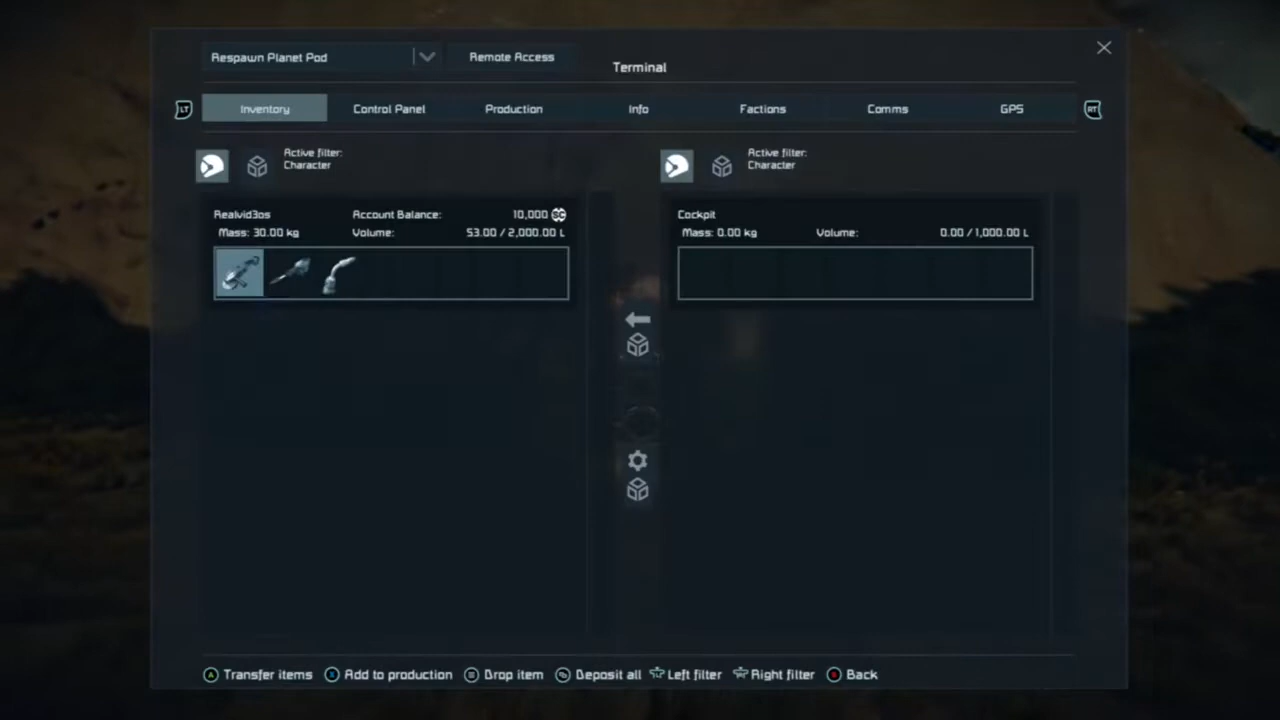 Respawn Planet Pod
Remote Access
Terminal
LT
Inventory
Control Panel
Production
Info
Factions
Comms
GPS
RT
Active filter:
Character
Active filter:
Character
Realvid3os
Account Balance:
10,000 SC
Mass: 30.00 kg
Volume:
53.00 / 2,000.00 L
Cockpit
Mass: 0.00 kg
Volume:
0.00 / 1,000.00 L
A Transfer items
X Add to production
Drop item
Deposit all
Left filter
Right filter
B Back